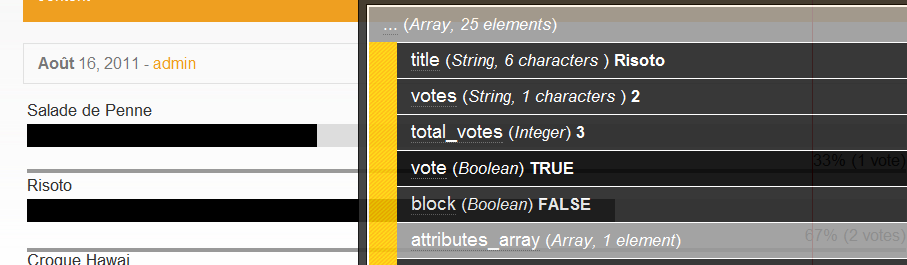 Août 16, 2011 - admin
Salade de Penne
33% (1 vote)
Risoto
67% (2 votes)
Croque Hawai
... (Array, 25 elements)
title (String, 6 characters ) Risoto
votes (String, 1 characters ) 2
total_votes (Integer) 3
vote (Boolean) TRUE
block (Boolean) FALSE
attributes_array (Array, 1 element)